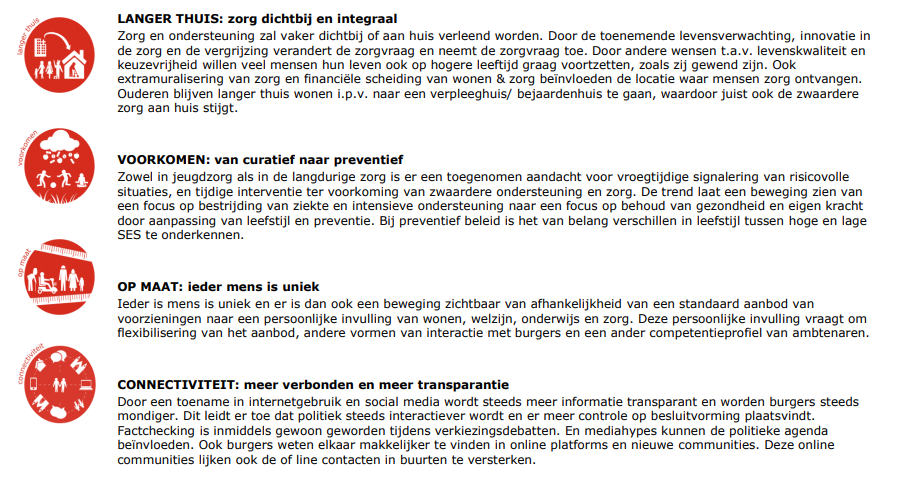 langer thuis
LANGER THUIS: zorg dichtbij en integraal
Zorg en ondersteuning zal vaker dichtbij of aan huis verleend worden. Door de toenemende levensverwachting, innovatie in
de zorg en de vergrijzing verandert de zorgvraag en neemt de zorgvraag toe. Door andere wensen t.a.v. levenskwaliteit en
keuzevrijheid willen veel mensen hun leven ook op hogere leeftijd graag voortzetten, zoals zij gewend zijn. Ook
extramuralisering van zorg en financiële scheiding van wonen & zorg beïnvloeden de locatie waar mensen zorg ontvangen.
Ouderen blijven langer thuis wonen i.p.v. naar een verpleeghuis/ bejaardenhuis te gaan, waardoor juist ook de zwaardere
zorg aan huis stijgt.
voorkomen
VOORKOMEN: van curatief naar preventief
Zowel in jeugdzorg als in de langdurige zorg is er een toegenomen aandacht voor vroegtijdige signalering van risicovolle
situaties, en tijdige interventie ter voorkoming van zwaardere ondersteuning en zorg. De trend laat een beweging zien van
een focus op bestrijding van ziekte en intensieve ondersteuning naar een focus op behoud van gezondheid en eigen kracht
door aanpassing van leefstijl en preventie. Bij preventief beleid is het van belang verschillen in leefstijl tussen hoge en lage
SES te onderkennen.
op maat
OP MAAT: ieder mens is uniek
Ieder is mens is uniek en er is dan ook een beweging zichtbaar van afhankelijkheid van een standaard aanbod van
voorzieningen naar een persoonlijke invulling van wonen, welzijn, onderwijs en zorg. Deze persoonlijke invulling vraagt om
flexibilisering van het aanbod, andere vormen van interactie met burgers en een ander competentieprofiel van ambtenaren.
connectiviteit
CONNECTIVITEIT: meer verbonden en meer transparantie
Door een toename in internetgebruik en social media wordt steeds meer informatie transparant en worden burgers steeds
mondiger. Dit leidt er toe dat politiek steeds interactiever wordt en er meer controle op besluitvorming plaatsvindt.
Factchecking is inmiddels gewoon geworden tijdens verkiezingsdebatten. En mediahypes kunnen de politieke agenda
beïnvloeden. Ook burgers weten elkaar makkelijker te vinden in online platforms en nieuwe communities. Deze online
communities lijken ook de of line contacten in buurten te versterken.